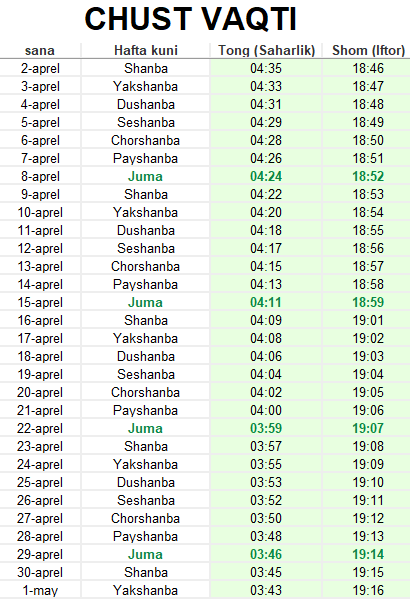 CHUST VAQTI
sana Hafta kuni Tong (Saharlik) Shom (Iftor)
2-aprel Shanba 04:35 18:46
3-aprel Yakshanba 04:33 18:47
4-aprel Dushanba 04:31 18:48
5-aprel Seshanba 04:29 18:49
6-aprel Chorshanba 04:28 18:50
7-aprel Payshanba 04:26 18:51
8-aprel Juma 04:24 18:52
9-aprel Shanba 04:22 18:53
10-aprel Yakshanba 04:20 18:54
11-aprel Dushanba 04:18 18:55
12-aprel Seshanba 04:17 18:56
13-aprel Chorshanba 04:15 18:57
14-aprel Payshanba 04:13 18:58
15-aprel Juma 04:11 18:59
16-aprel Shanba 04:09 19:01
17-aprel Yakshanba 04:08 19:02
18-aprel Dushanba 04:06 19:03
19-aprel Seshanba 04:04 19:04
20-aprel Chorshanba 04:02 19:05
21-aprel Payshanba 04:00 19:06
22-aprel Juma 03:59 19:07
23-aprel Shanba 03:57 19:08
24-aprel Yakshanba 03:55 19:09
25-aprel Dushanba 03:53 19:10
26-aprel Seshanba 03:52 19:11
27-aprel Chorshanba 03:50 19:12
28-aprel Payshanba 03:48 19:13
29-aprel Juma 03:46 19:14
30-aprel Shanba 03:45 19:15
1-may Yakshanba 03:43 19:16